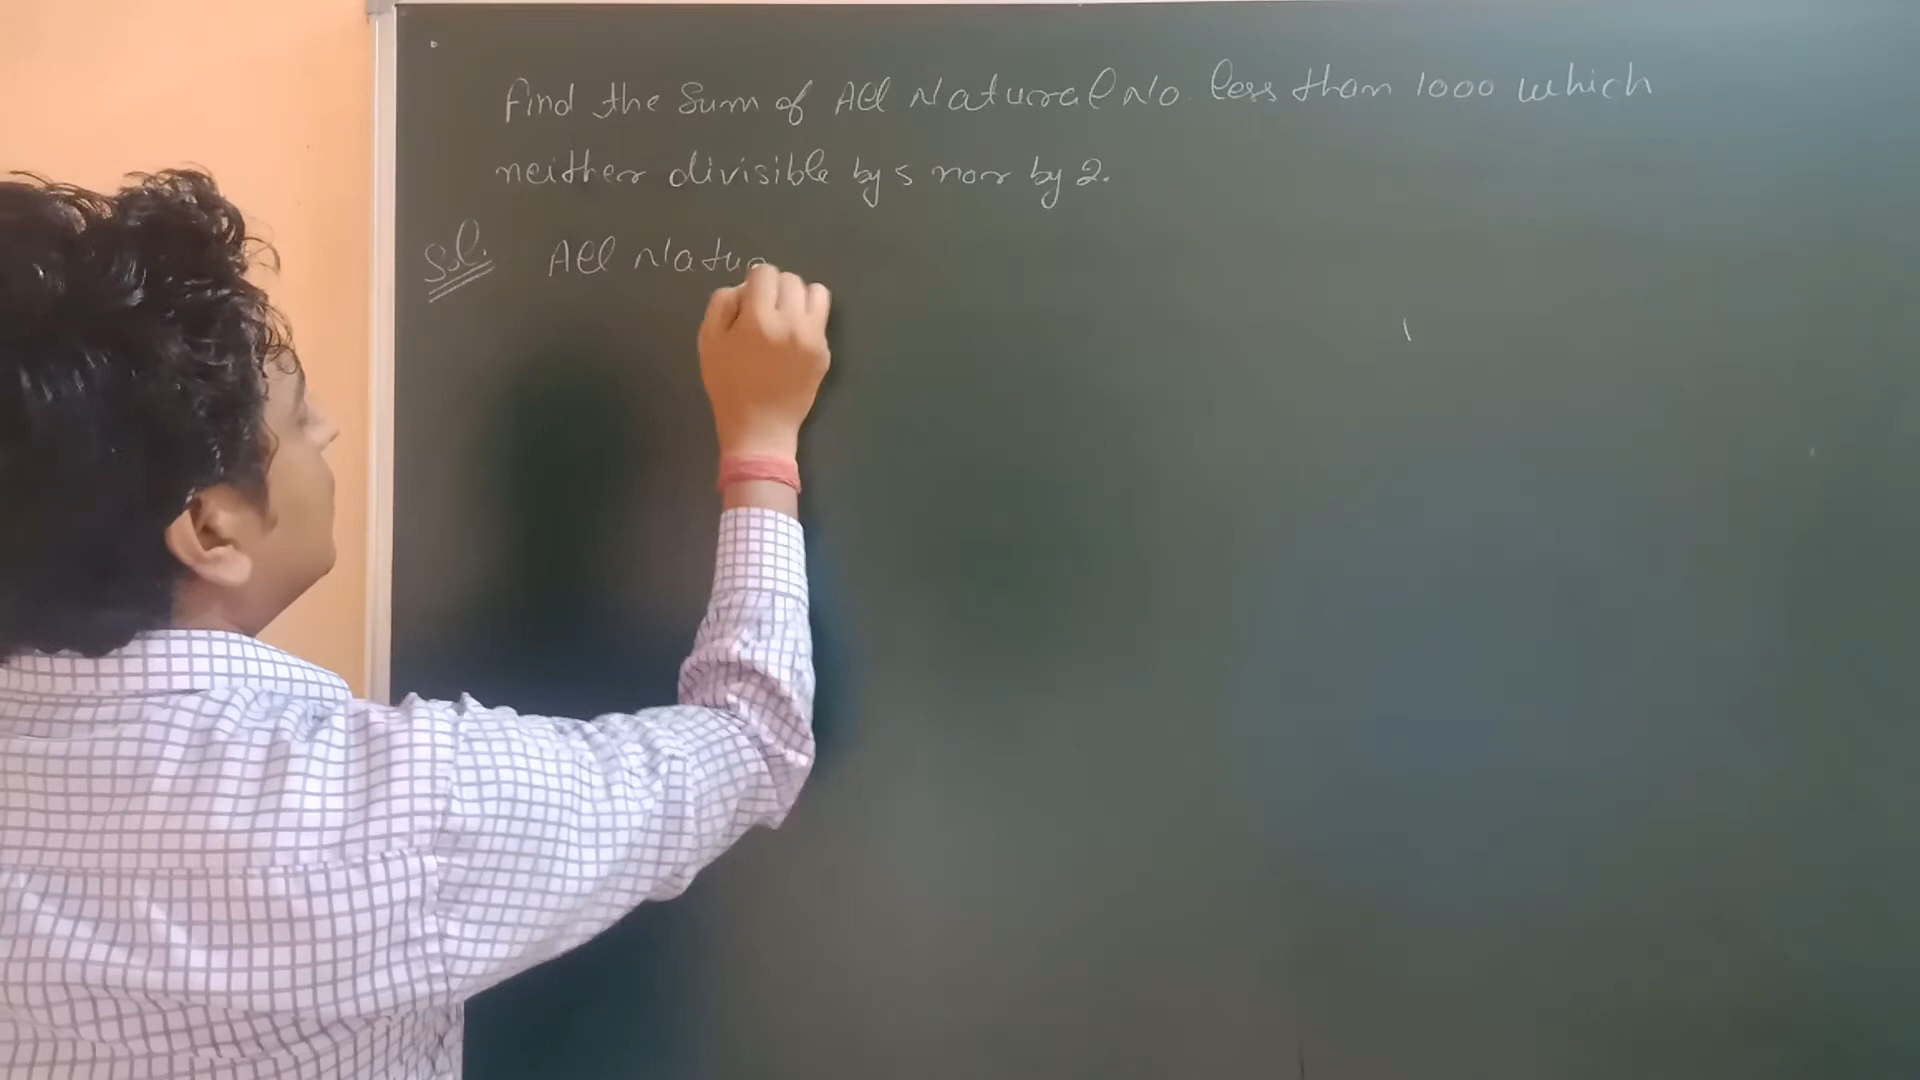 Find the Sum of All Natural No. less than 1000 which
neither divisible by 5 nor by 2.
Sol. All Natur